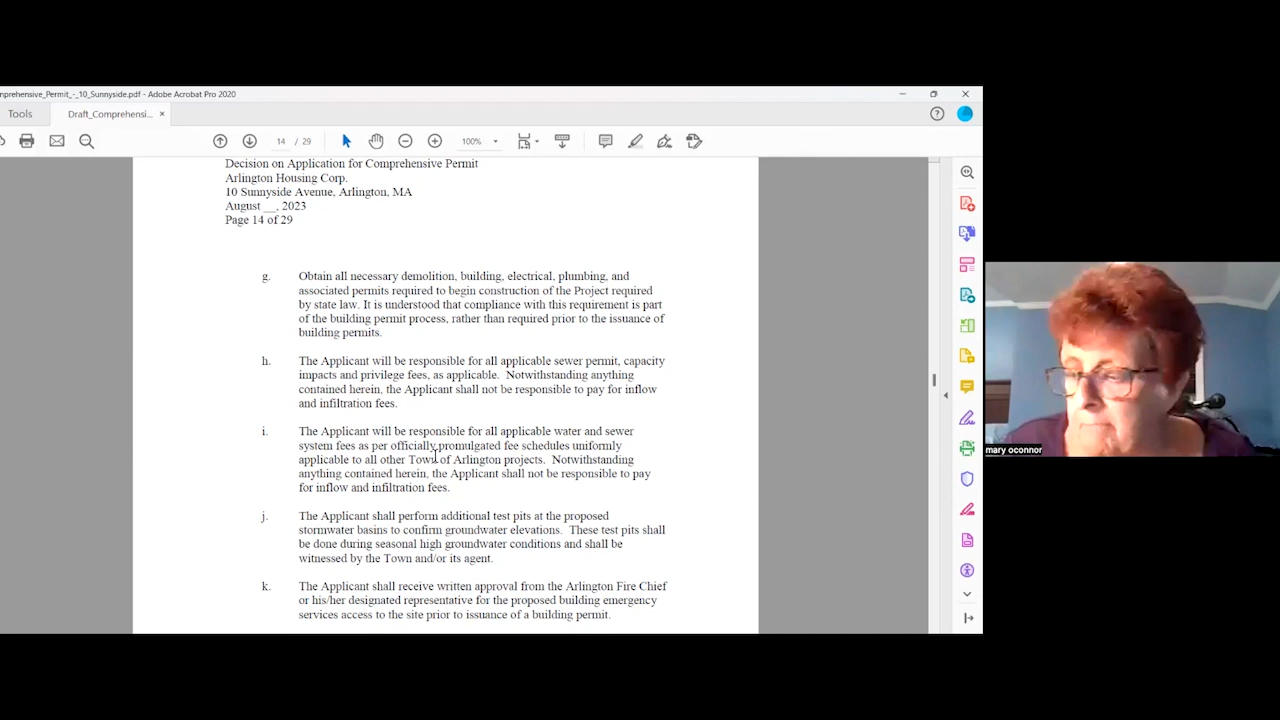 nprehensive_Permit_-_10_Sunnyside.pdf - Adobe Acrobat Pro 2020
Tools
Draft_Comprehensi... ×
14 / 29
100%
Decision on Application for Comprehensive Permit
Arlington Housing Corp.
10 Sunnyside Avenue, Arlington, MA
August __, 2023
Page 14 of 29
g. Obtain all necessary demolition, building, electrical, plumbing, and
associated permits required to begin construction of the Project required
by state law. It is understood that compliance with this requirement is part
of the building permit process, rather than required prior to the issuance of
building permits.
h. The Applicant will be responsible for all applicable sewer permit, capacity
impacts and privilege fees, as applicable. Notwithstanding anything
contained herein, the Applicant shall not be responsible to pay for inflow
and infiltration fees.
i. The Applicant will be responsible for all applicable water and sewer
system fees as per officially promulgated fee schedules uniformly
applicable to all other Town of Arlington projects. Notwithstanding
anything contained herein, the Applicant shall not be responsible to pay
for inflow and infiltration fees.
j. The Applicant shall perform additional test pits at the proposed
stormwater basins to confirm groundwater elevations. These test pits shall
be done during seasonal high groundwater conditions and shall be
witnessed by the Town and/or its agent.
k. The Applicant shall receive written approval from the Arlington Fire Chief
or his/her designated representative for the proposed building emergency
services access to the site prior to issuance of a building permit.
mary oconnor